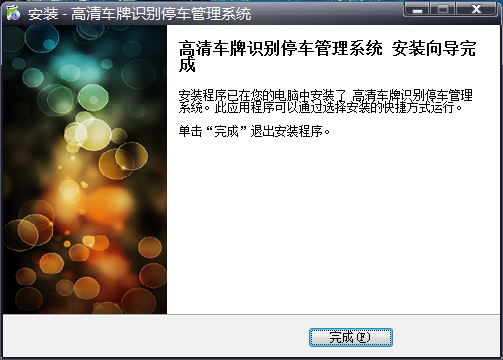 安装 - 高清车牌识别停车管理系统
高清车牌识别停车管理系统 安装向导完
成
安装程序已在您的电脑中安装了 高清车牌识别停车管理
系统。此应用程序可以通过选择安装的快捷方式运行。
单击“完成”退出安装程序。
完成(F)